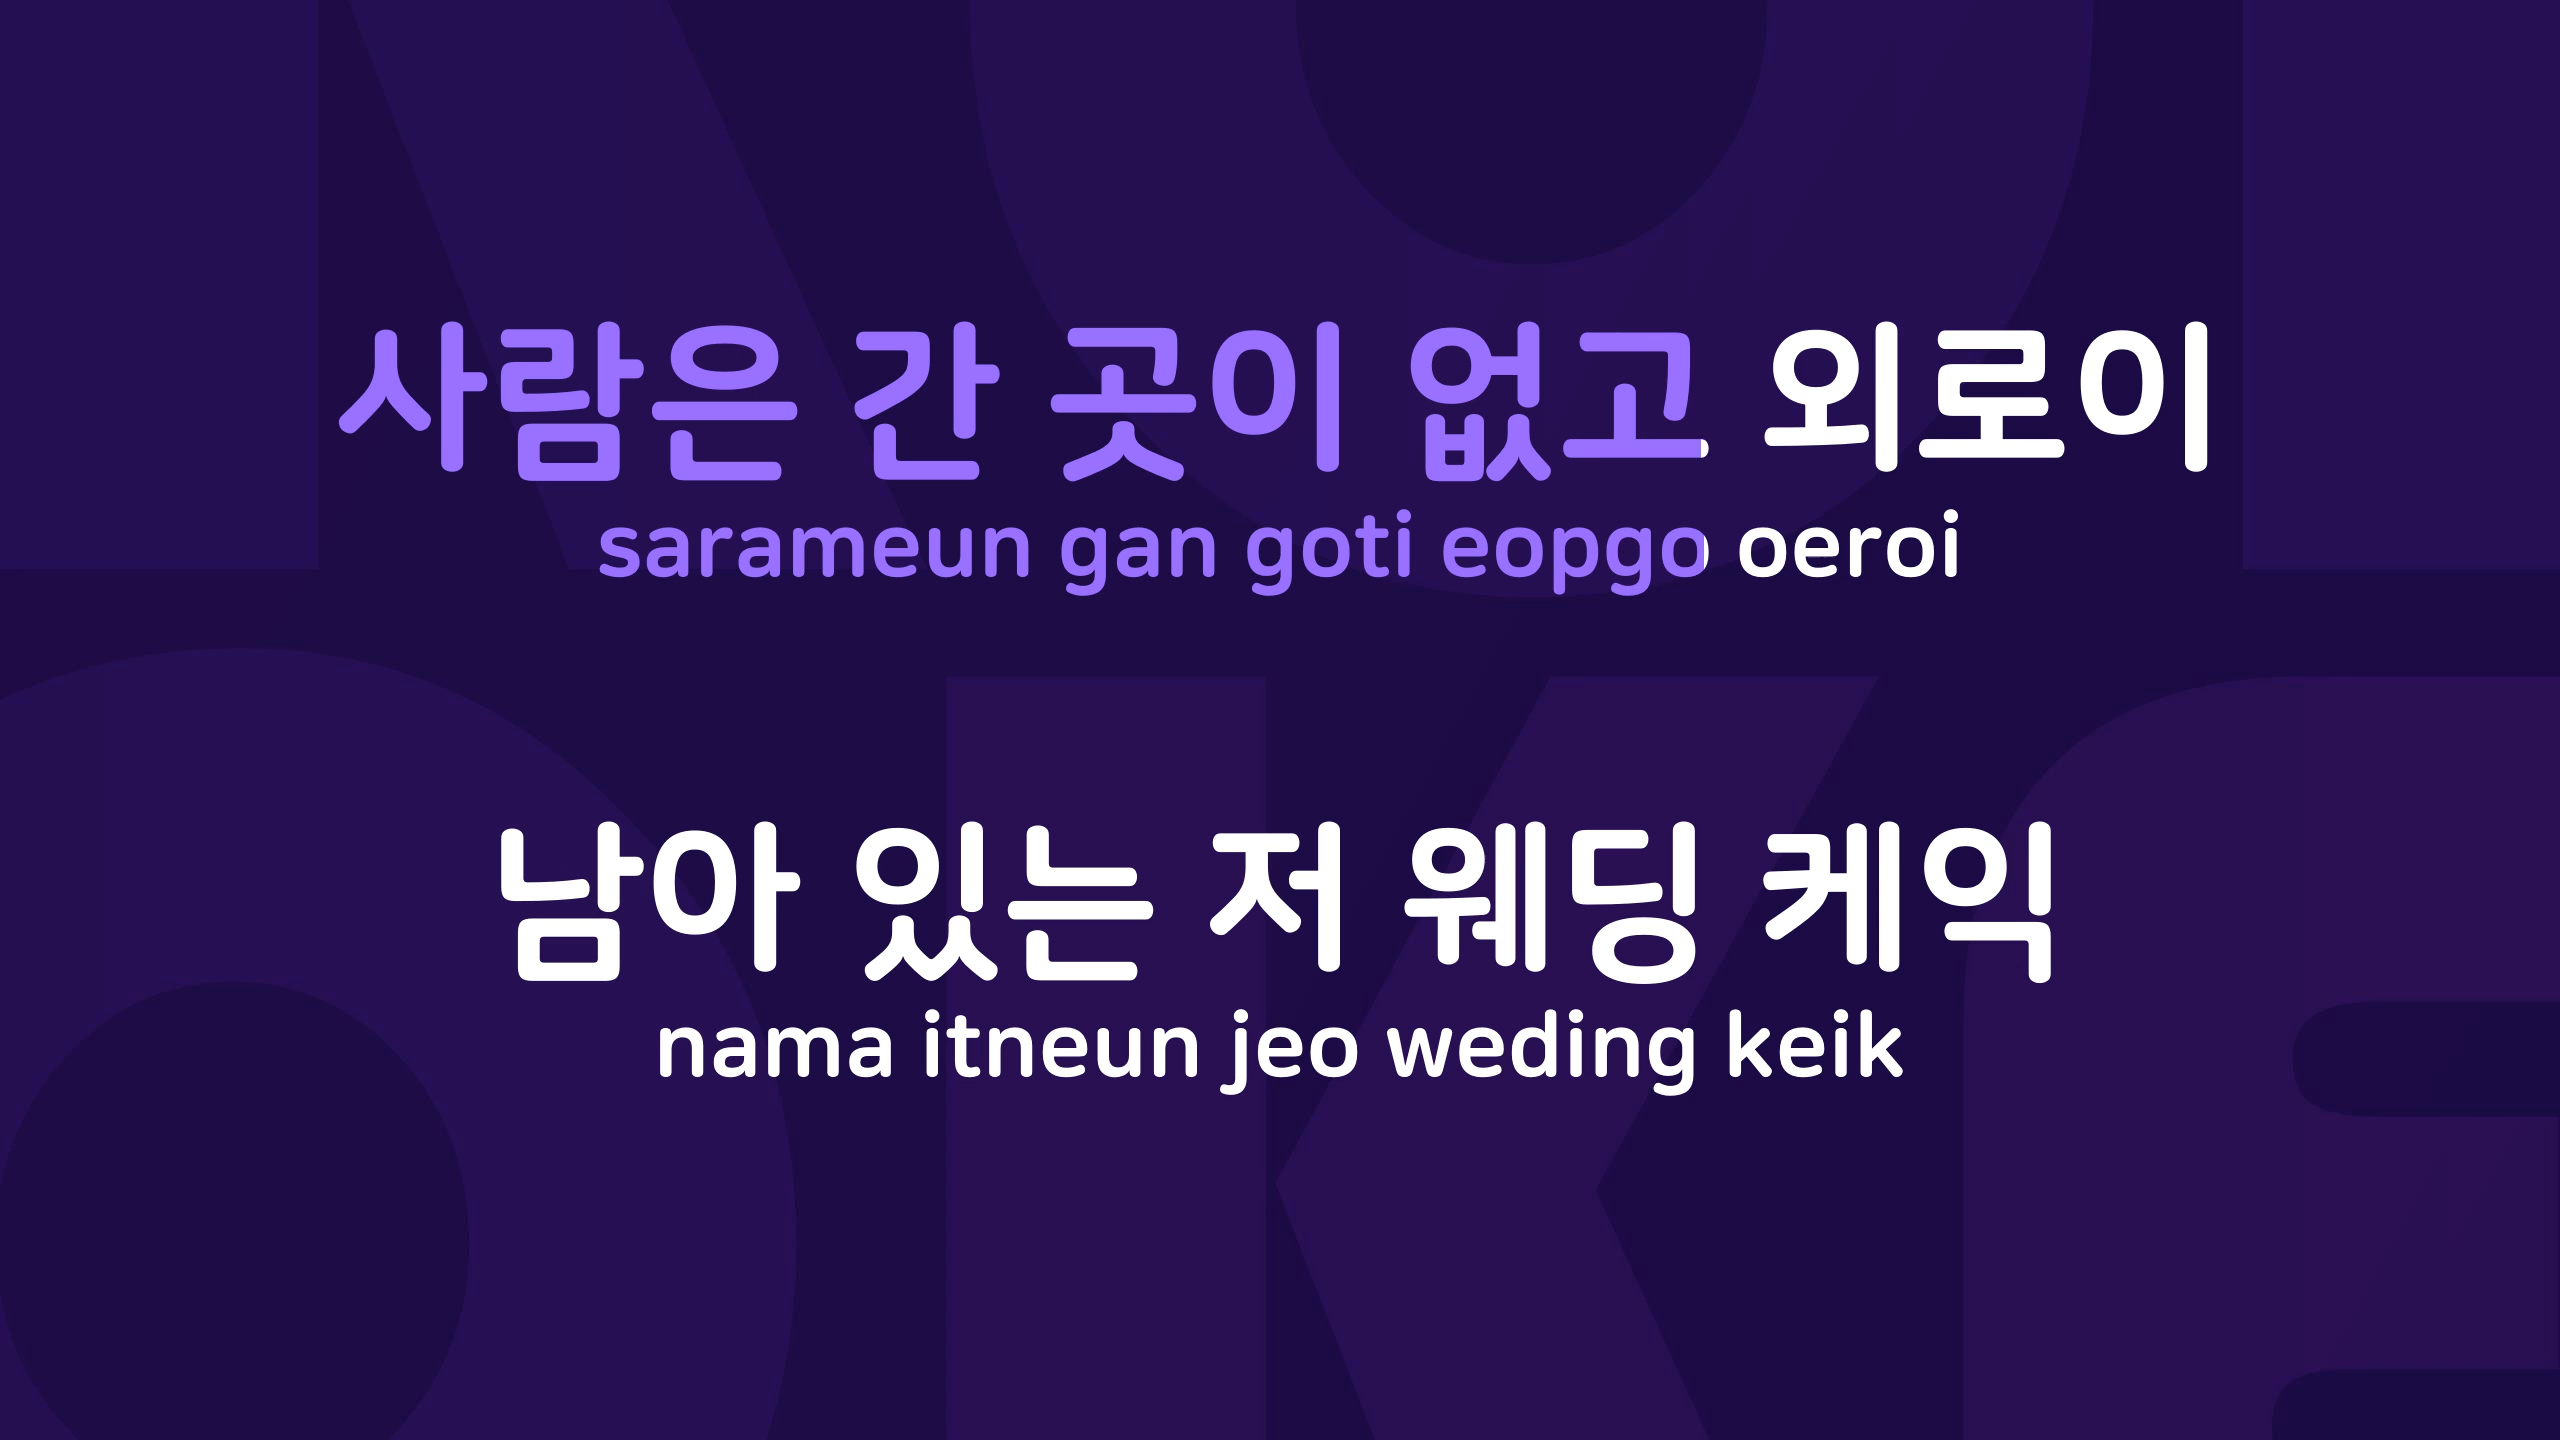 사람은 간 곳이 없고 외로이
sarameun gan goti eopgo oeroi
남아 있는 저 웨딩 케익
nama itneun jeo weding keik